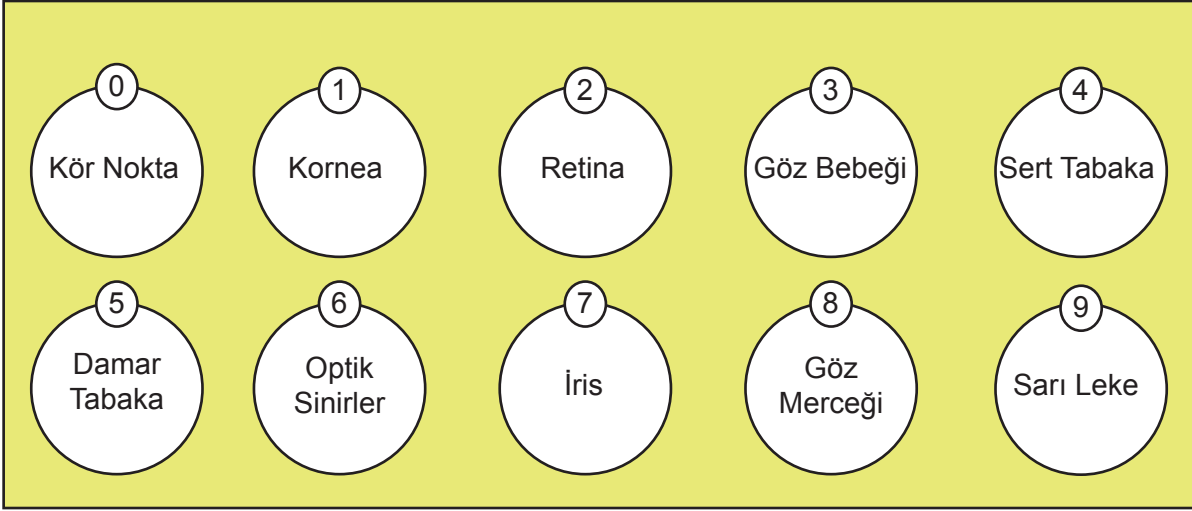 0 1 2 3 4
Kör Nokta Kornea Retina Göz Bebeği Sert Tabaka
5 6 7 8 9
Damar
Tabaka
Optik
Sinirler
İris
Göz
Merceği
Sarı Leke